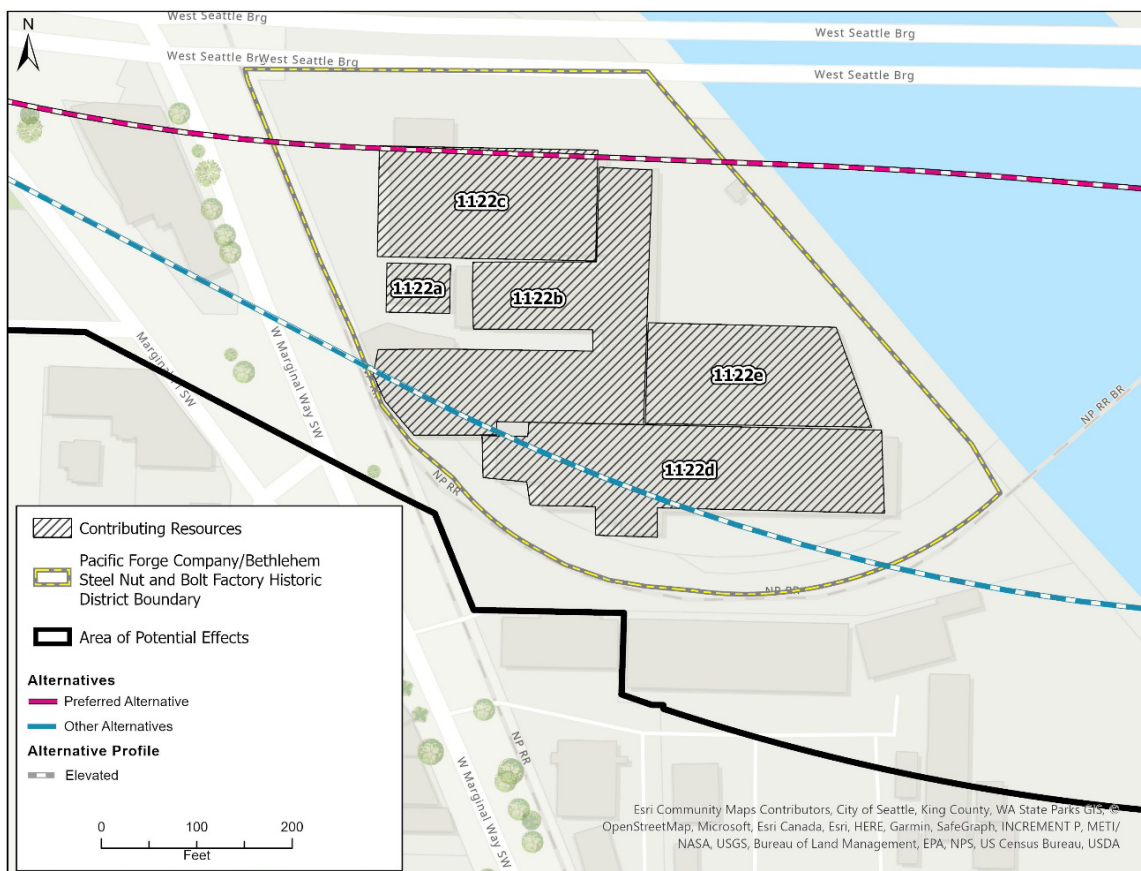 N
West Seattle Brg
West Seattle Brg
West Seattle Brg
West Seattle Brg
West Seattle Brg
1122c
1122a
1122b
1122e
1122d
Marginal Pl SW
W Marginal Way SW
NP RR
NP RR BR
NP RR
NP RR
W Marginal Way SW
Contributing Resources
Pacific Forge Company/Bethlehem
Steel Nut and Bolt Factory Historic
District Boundary
Area of Potential Effects
Alternatives
Preferred Alternative
Other Alternatives
Alternative Profile
Elevated
0 100 200
Feet
Esri Community Maps Contributors, City of Seattle, King County, WA State Parks GIS, ©
OpenStreetMap, Microsoft, Esri Canada, Esri, HERE, Garmin, SafeGraph, INCREMENT P, METI/
NASA, USGS, Bureau of Land Management, EPA, NPS, US Census Bureau, USDA